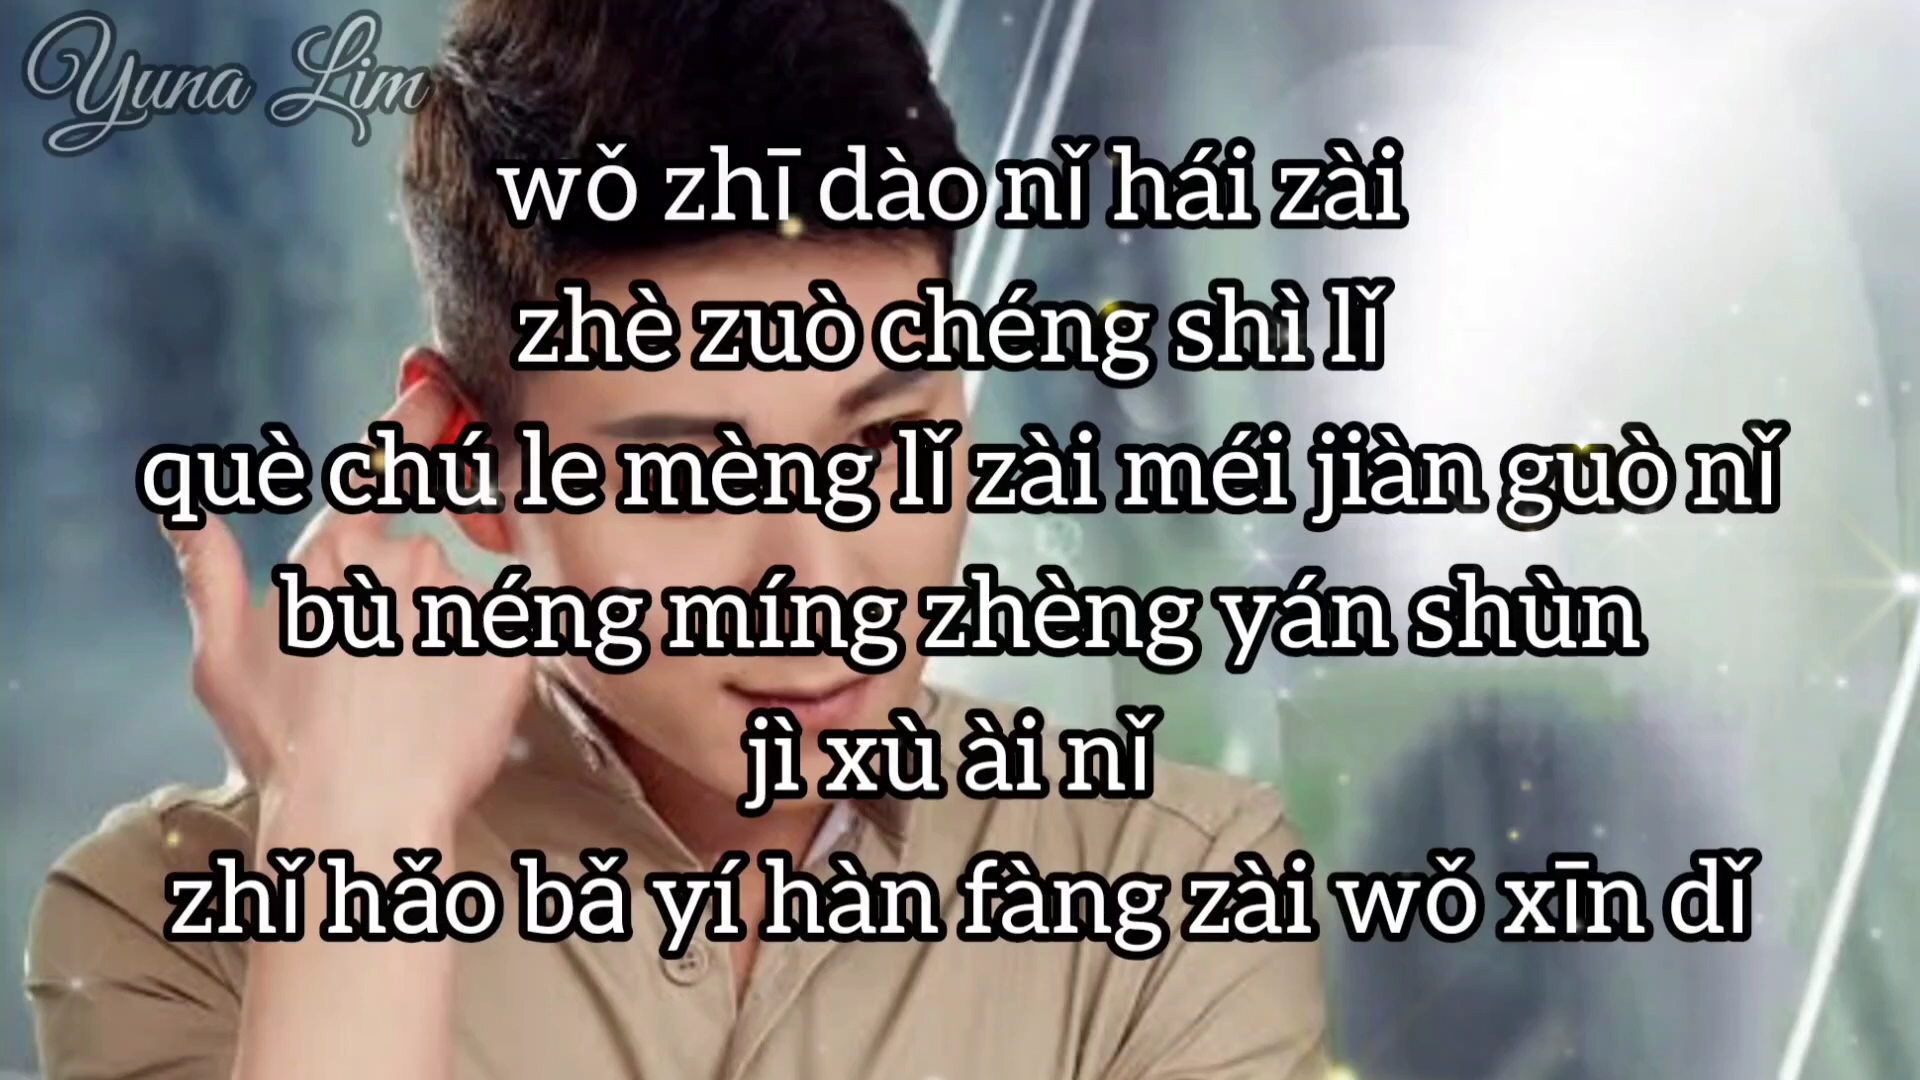 Yuna Lim
wǒ zhī dào nǐ hái zài
zhè zuò chéng shì lǐ
què chú le mèng lǐ zài méi jiàn guò nǐ
bù néng míng zhèng yán shùn
jì xù ài nǐ
zhǐ hǎo bǎ yí hàn fàng zài wǒ xīn dǐ